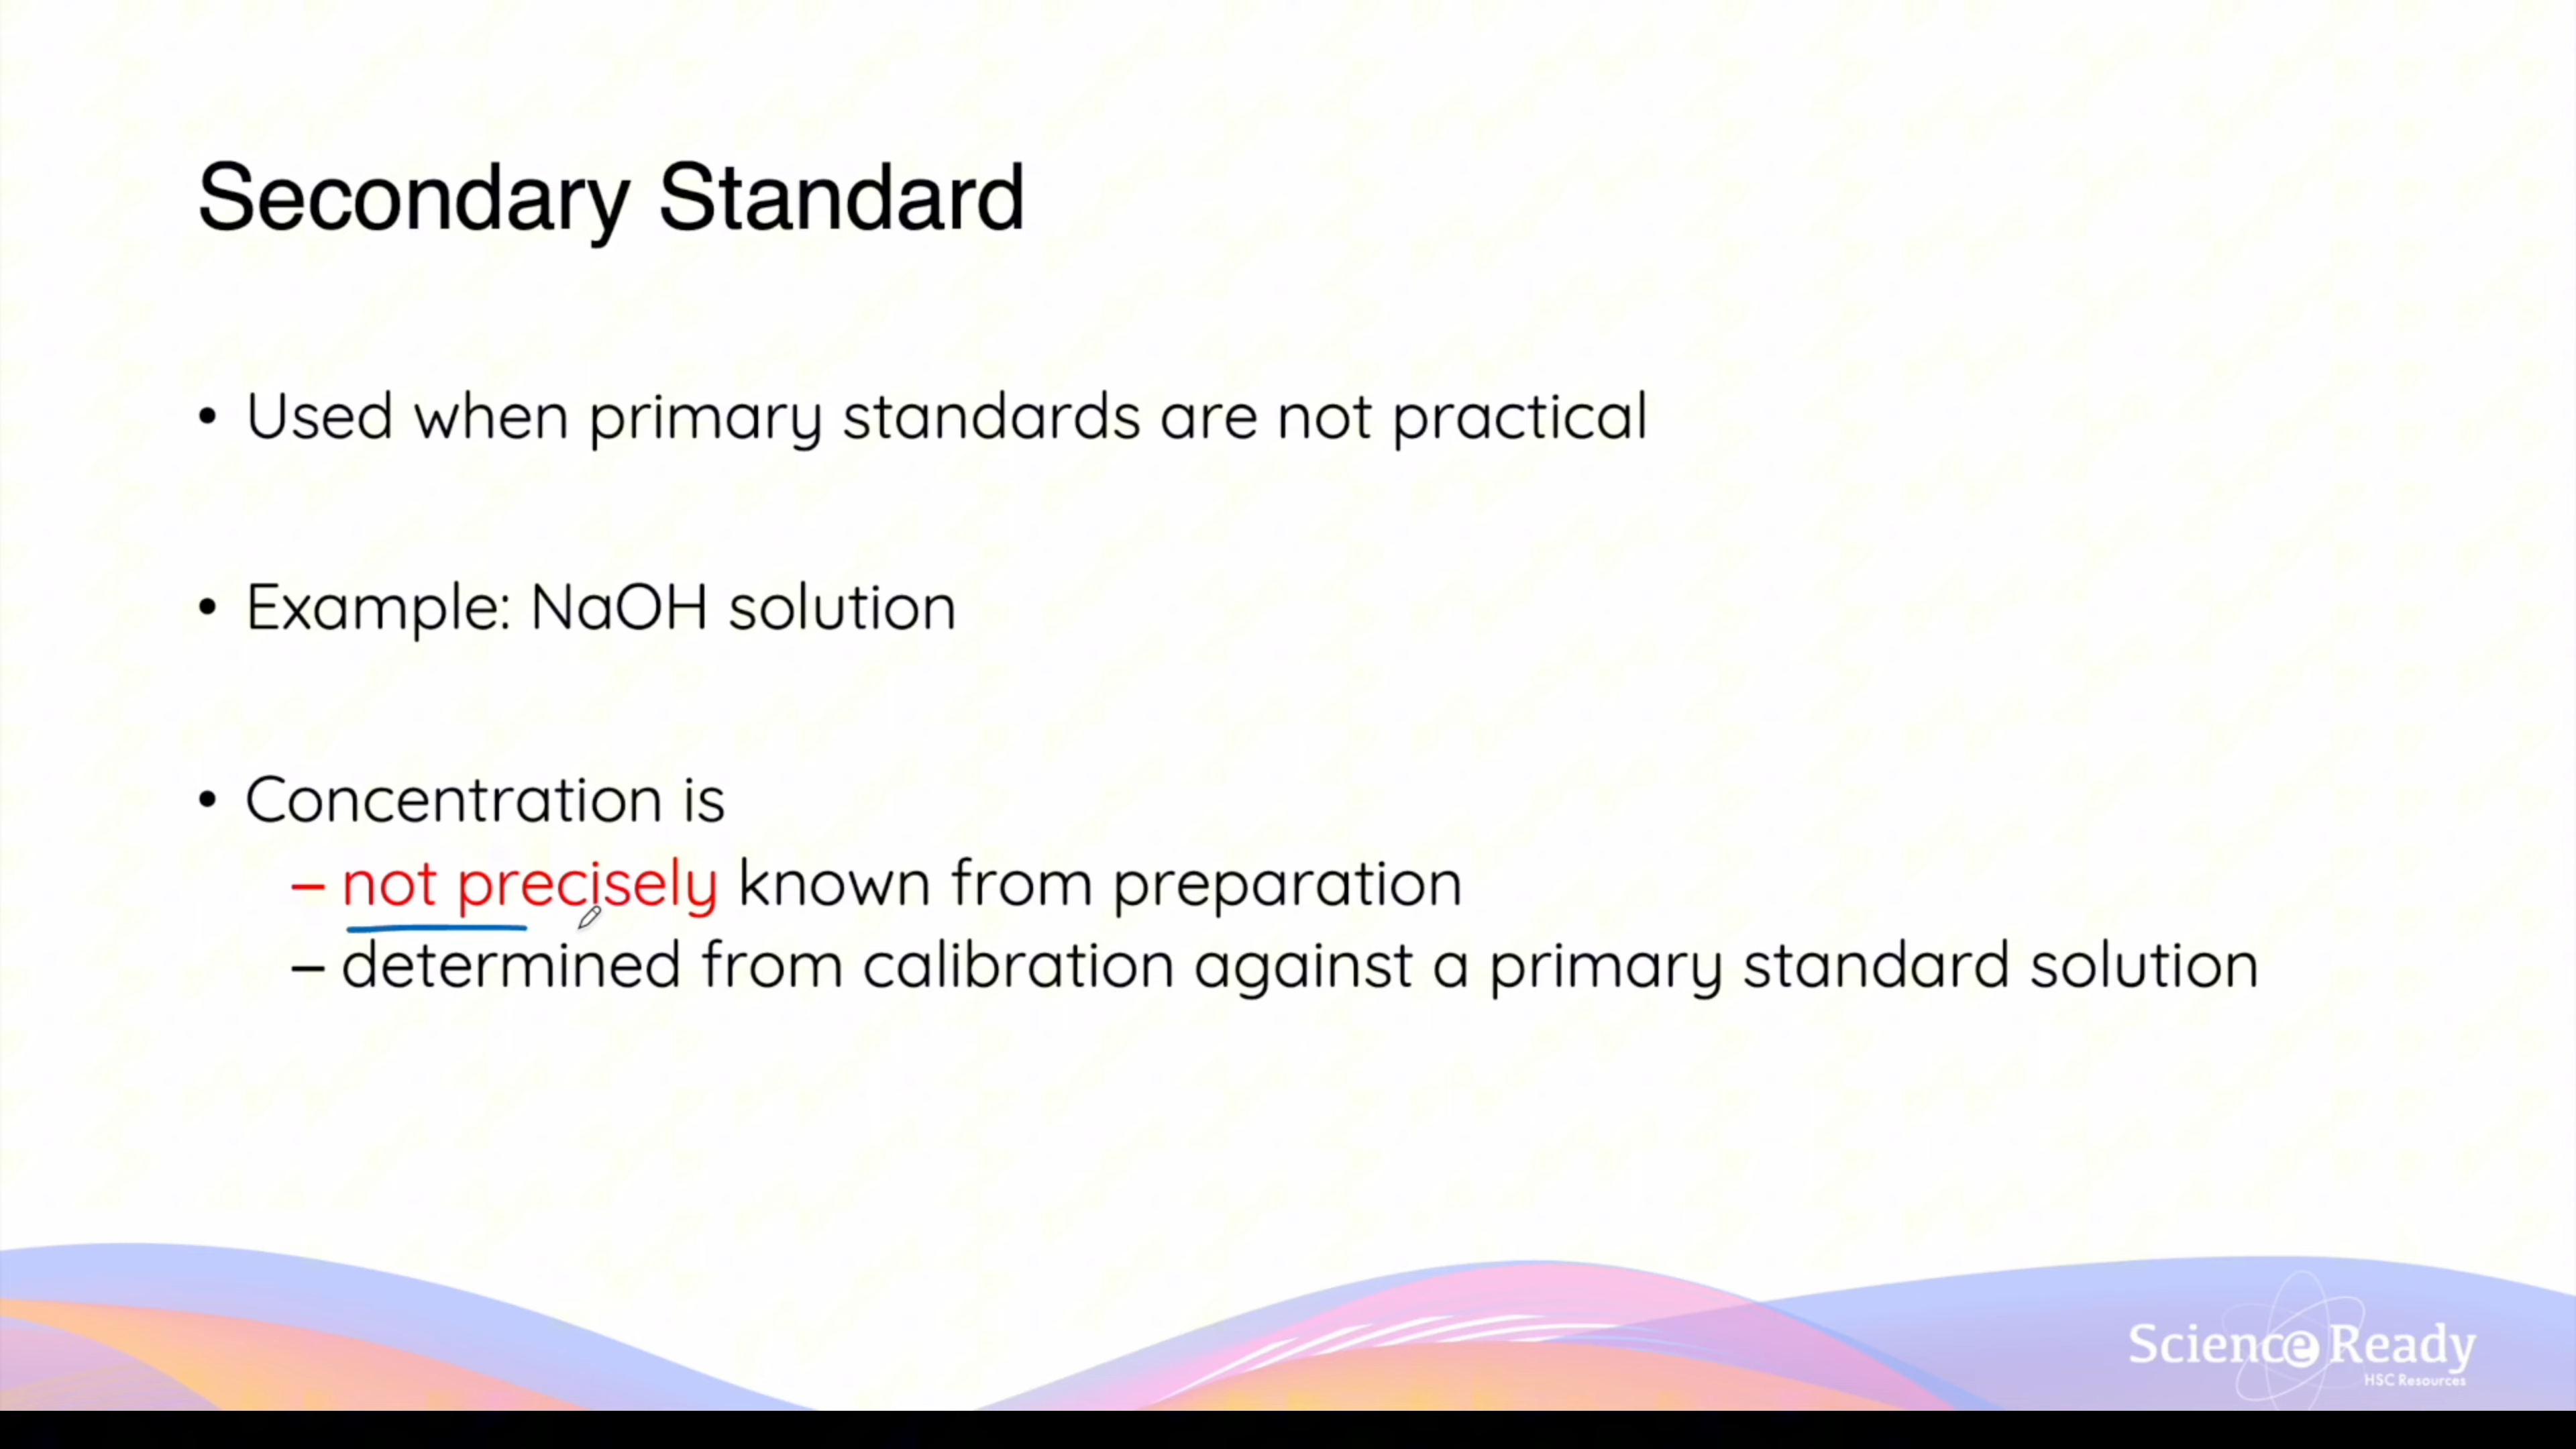 Secondary Standard
• Used when primary standards are not practical
• Example: NaOH solution
• Concentration is
– not precisely known from preparation
– determined from calibration against a primary standard solution
Science Ready
HSC Resources